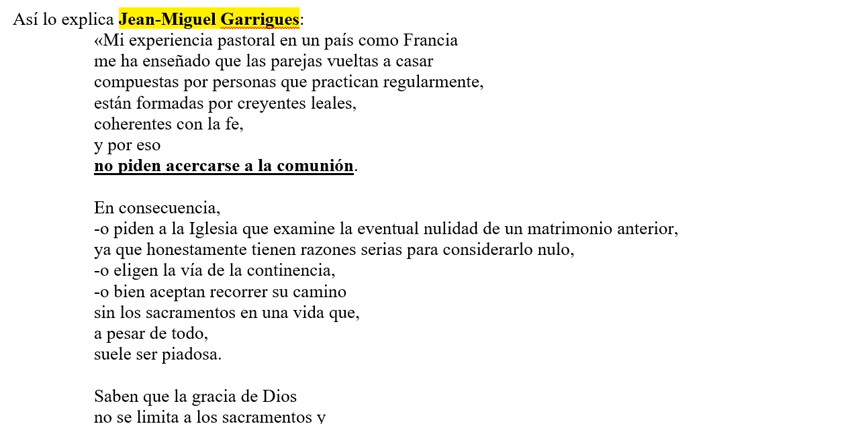 Así lo explica Jean-Miguel Garrigues:
«Mi experiencia pastoral en un país como Francia
me ha enseñado que las parejas vueltas a casar
compuestas por personas que practican regularmente,
están formadas por creyentes leales,
coherentes con la fe,
y por eso
no piden acercarse a la comunión.
En consecuencia,
-o piden a la Iglesia que examine la eventual nulidad de un matrimonio anterior,
ya que honestamente tienen razones serias para considerarlo nulo,
-o eligen la vía de la continencia,
-o bien aceptan recorrer su camino
sin los sacramentos en una vida que,
a pesar de todo,
suele ser piadosa.
Saben que la gracia de Dios
no se limita a los sacramentos y